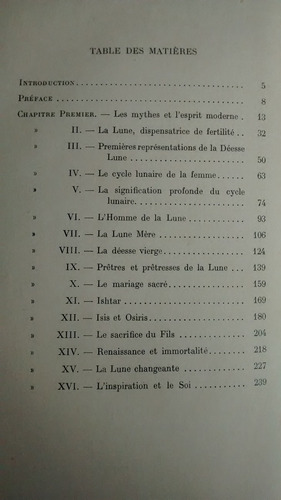 TABLE DES MATIÈRES
INTRODUCTION ........................ 5
PRÉFACE ........................ 8
CHAPITRE PREMIER. — Les mythes et l'esprit moderne . 13
» II. — La Lune, dispensatrice de fertilité .. 32
» III. — Premières représentations de la Déesse
Lune ........................ 50
» IV. — Le cycle lunaire de la femme ...... 63
» V. — La signification profonde du cycle
lunaire. ........................ 74
» VI. — L'Homme de la Lune ........ 93
» VII. — La Lune Mère ............ 106
» VIII. — La déesse vierge ............ 124
» IX. — Prêtres et prêtresses de la Lune ... 139
» X. — Le mariage sacré ............ 159
» XI. — Ishtar ........................ 169
» XII. — Isis et Osiris ................ 180
» XIII. — Le sacrifice du Fils ............ 204
» XIV. — Renaissance et immortalité ........ 218
» XV. — La Lune changeante ............ 227
» XVI. — L'inspiration et le Soi ........... 239